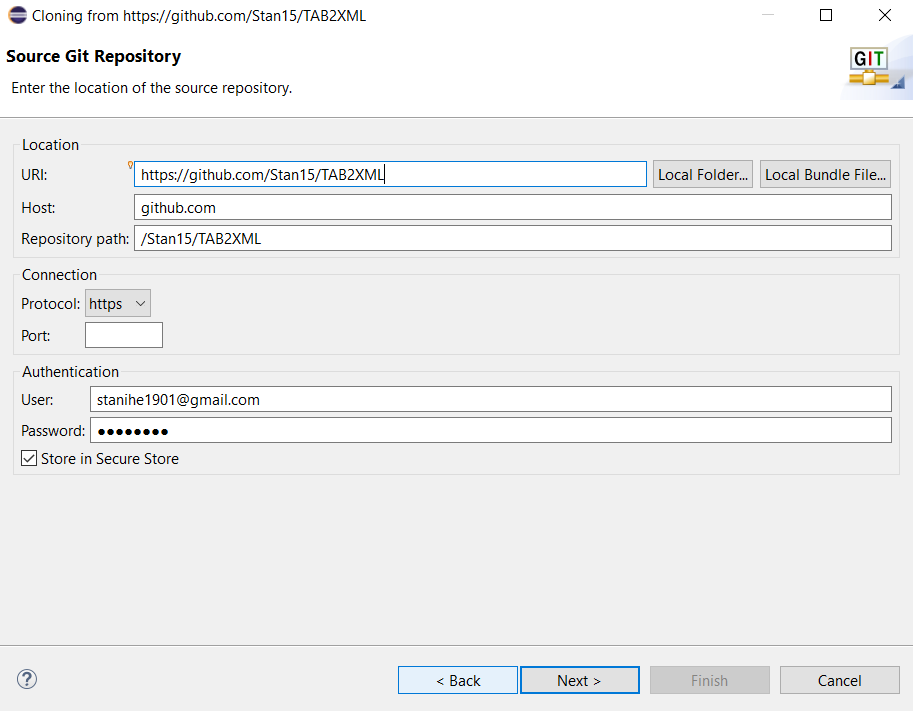 Cloning from https://github.com/Stan15/TAB2XML
Source Git Repository
Enter the location of the source repository.
GIT
Location
URI: https://github.com/Stan15/TAB2XML Local Folder... Local Bundle File...
Host: github.com
Repository path: /Stan15/TAB2XML
Connection
Protocol: https
Port:
Authentication
User: stanihe1901@gmail.com
Password: ●●●●●●●●
Store in Secure Store
? < Back Next > Finish Cancel